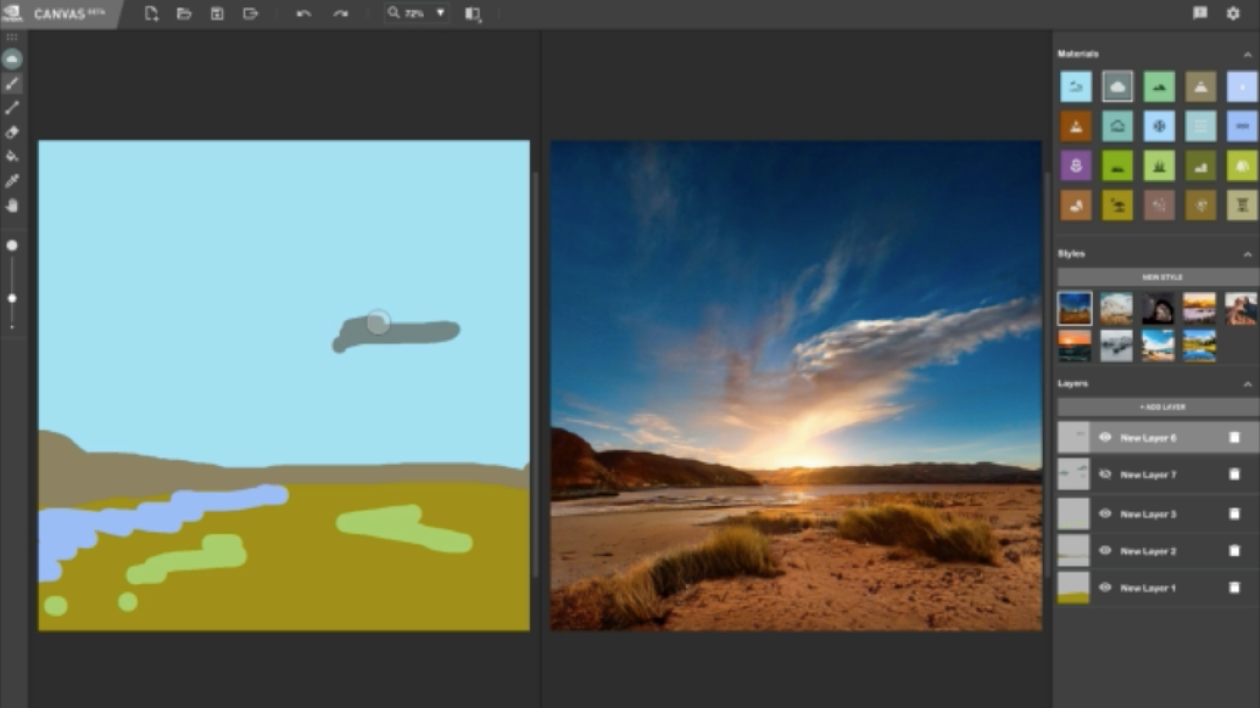 CANVAS BETA
72%
Materials
Styles
NEW STYLE
Layers
+ ADD LAYER
New Layer 6
New Layer 7
New Layer 3
New Layer 2
New Layer 1